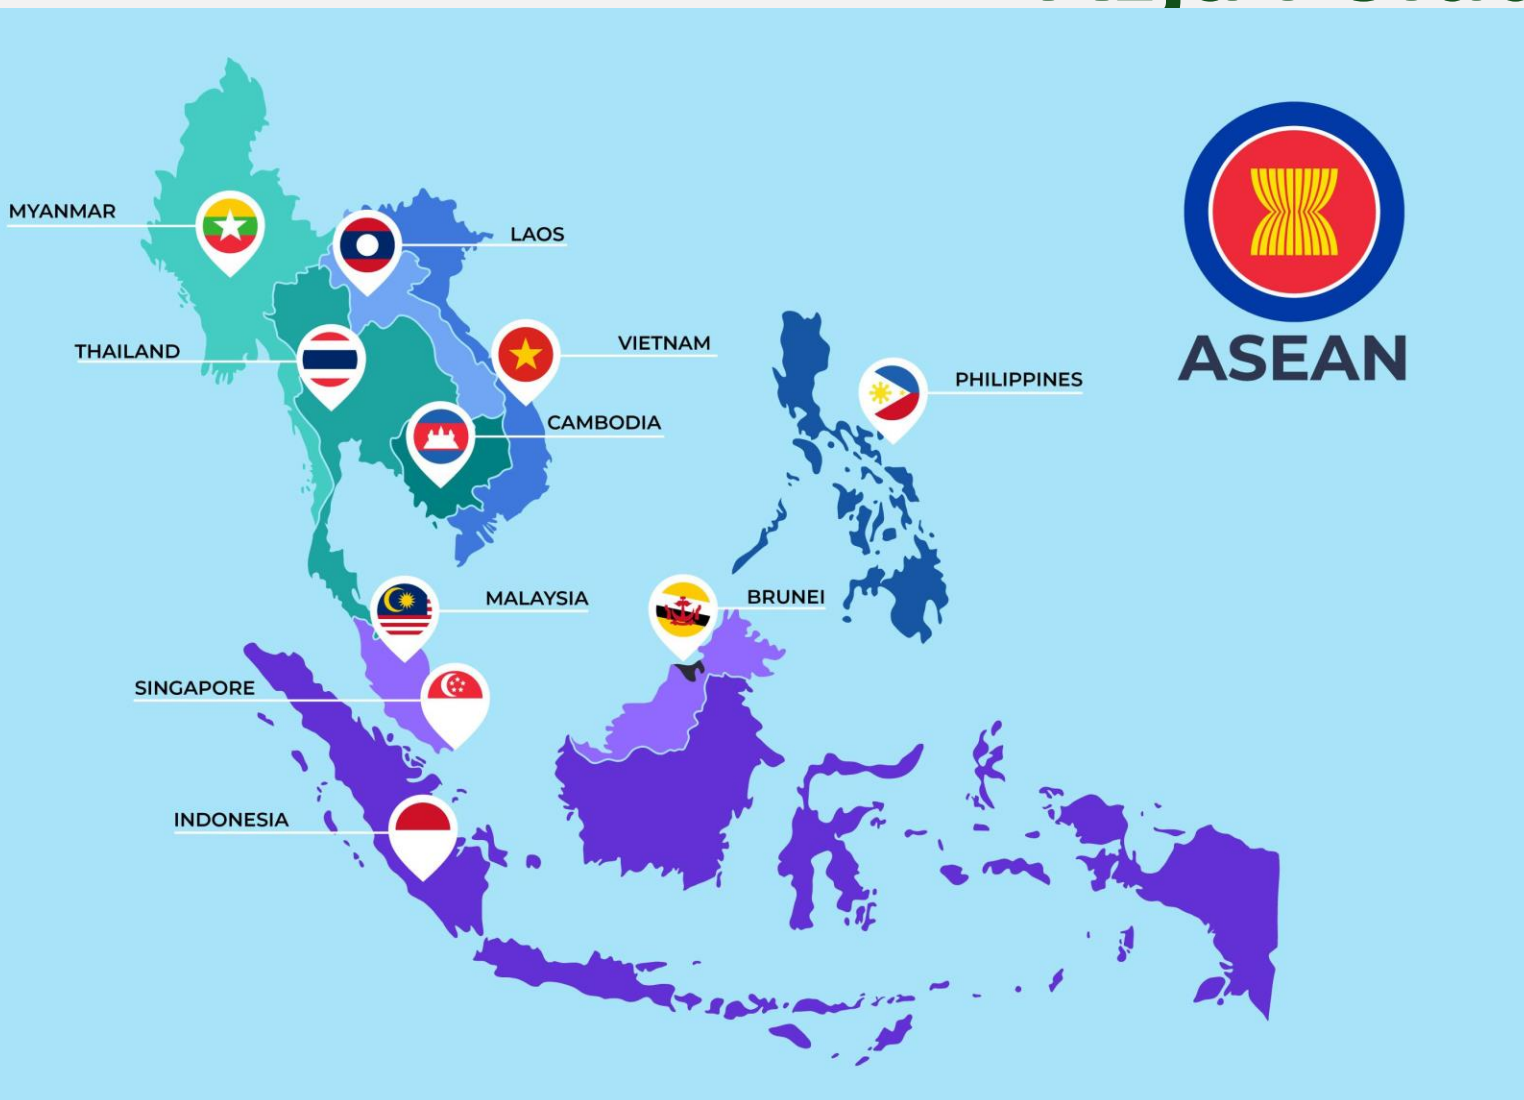 MYANMAR
LAOS
VIETNAM
THAILAND
PHILIPPINES
CAMBODIA
MALAYSIA
BRUNEI
SINGAPORE
INDONESIA
ASEAN